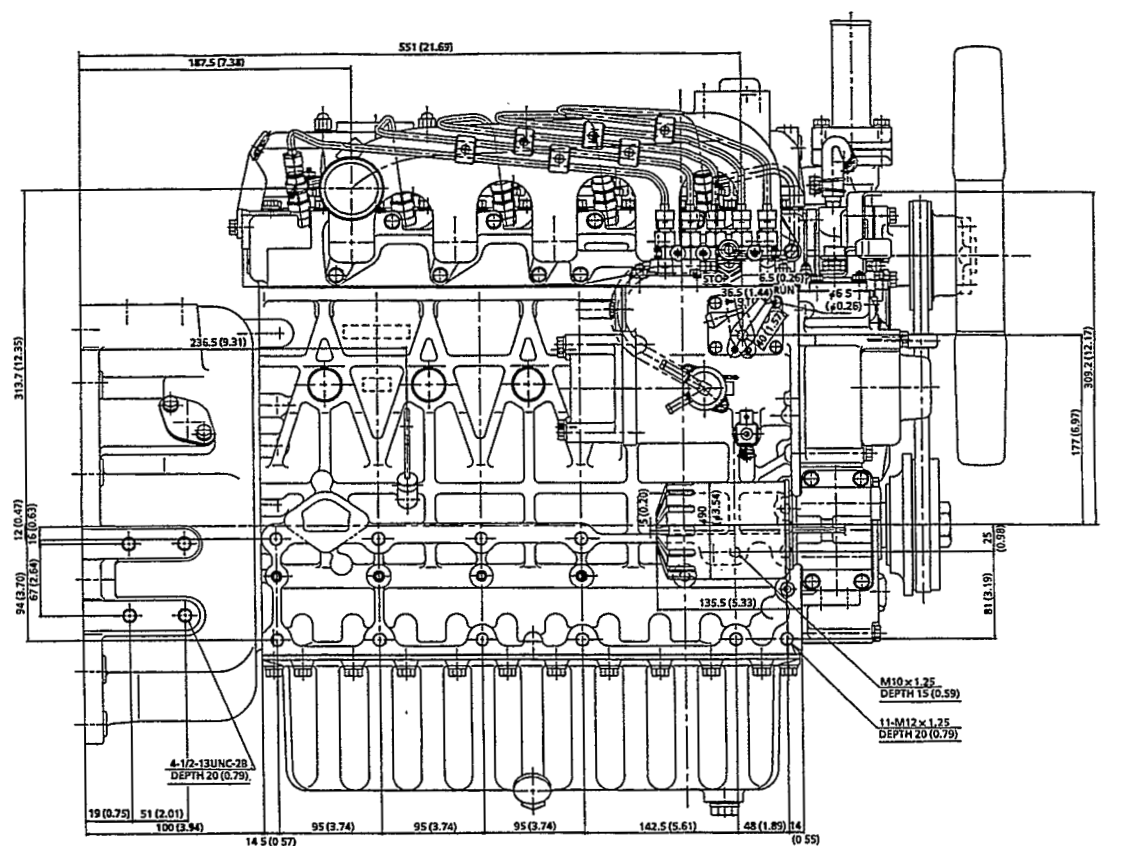 551 (21.69)
187.5 (7.38)
STOP
6.5 (0.26)
36.5 (1.44)
RUN
40 (1.57)
236.5 (9.31)
313.7 (12.35)
309.2 (12.17)
177 (6.97)
5 (0.20)
ϕ90
(ϕ3.54)
12 (0.47)
16 (0.63)
94 (3.70)
67 (2.64)
25
(0.98)
81 (3.19)
135.5 (5.33)
M10 x 1.25
DEPTH 15 (0.59)
11-M12 x 1.25
DEPTH 20 (0.79)
4-1/2-13UNC-2B
DEPTH 20 (0.79)
19 (0.75)
51 (2.01)
100 (3.94)
14 5 (0 57)
95 (3.74)
95 (3.74)
95 (3.74)
142.5 (5.61)
48 (1.89)
14
(0 55)